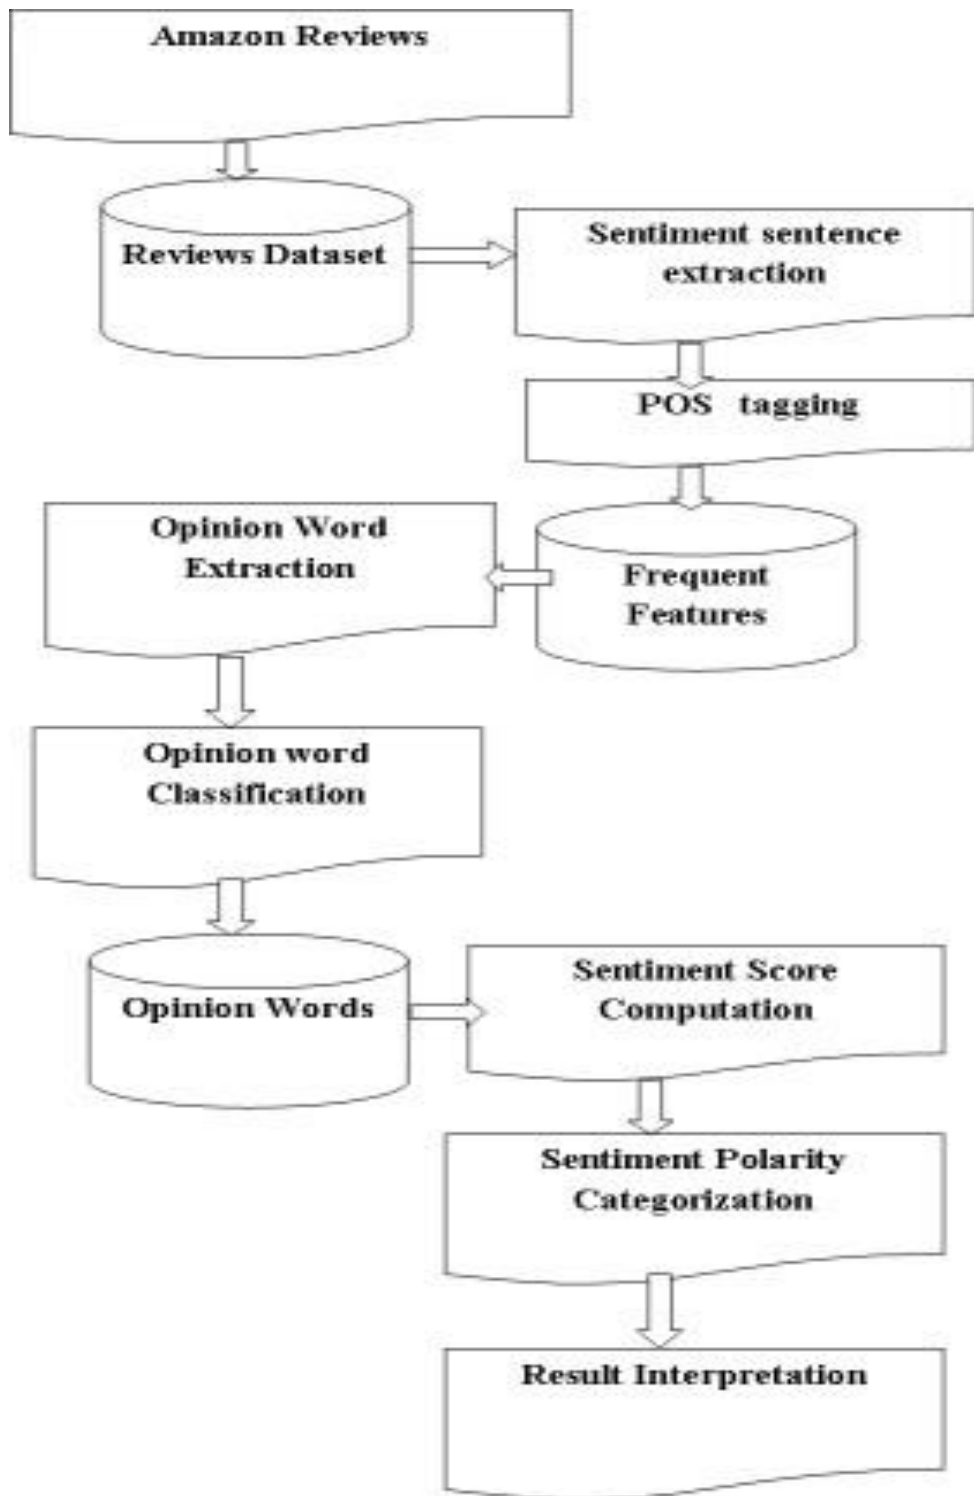 Amazon Reviews
Reviews Dataset
Sentiment sentence
extraction
POS tagging
Frequent
Features
Opinion Word
Extraction
Opinion word
Classification
Opinion Words
Sentiment Score
Computation
Sentiment Polarity
Categorization
Result Interpretation